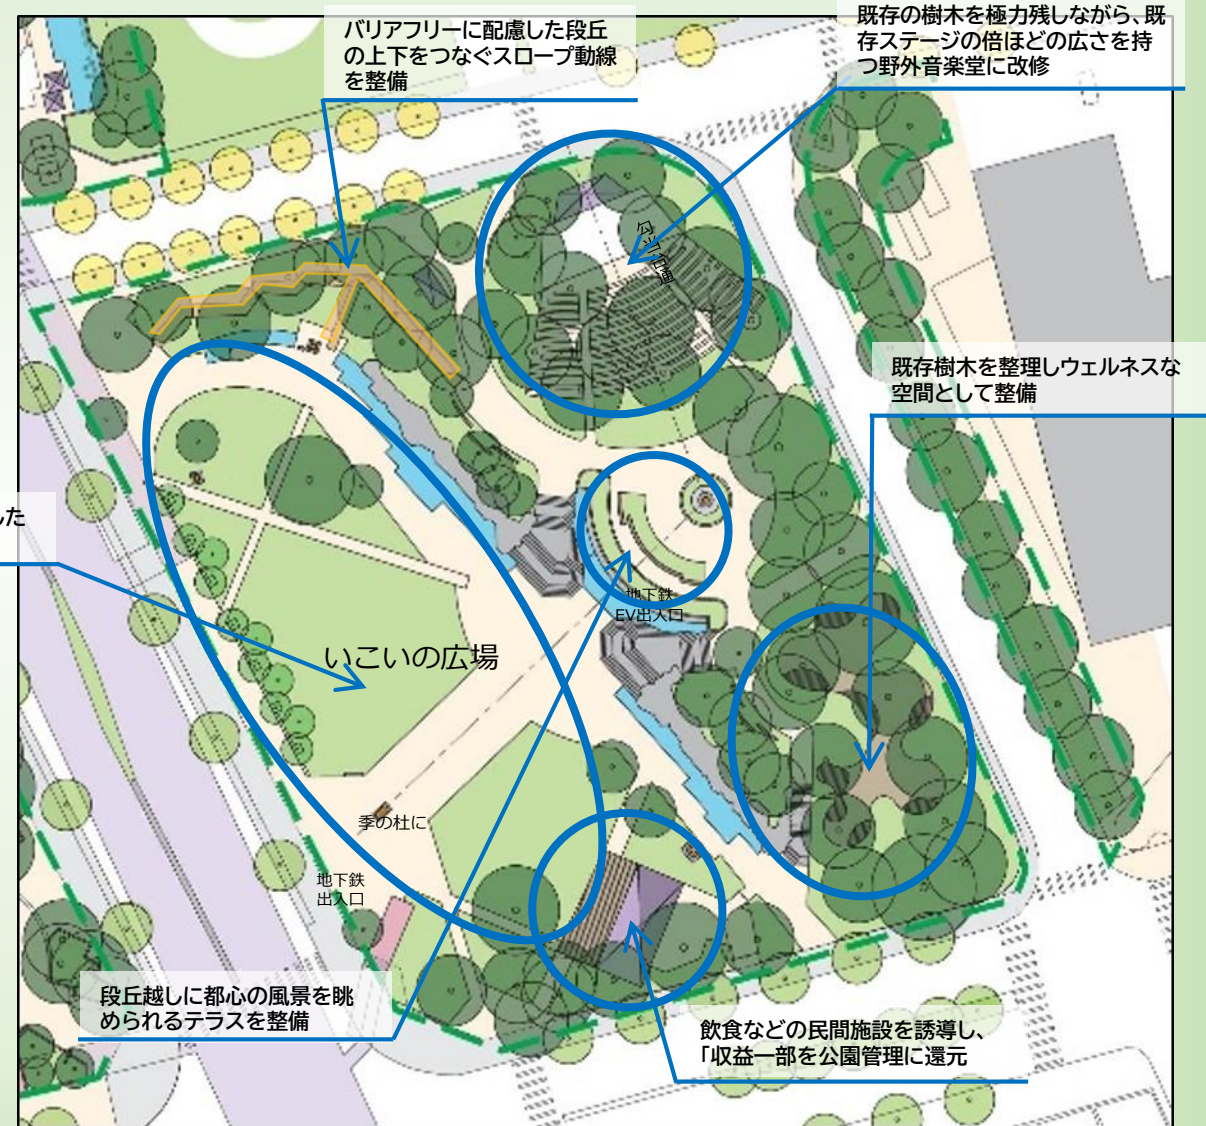 バリアフリーに配慮した段丘
の上下をつなぐスロープ動線
を整備
既存の樹木を極力残しながら、既
存ステージの倍ほどの広さを持
つ野外音楽堂に改修
既存樹木を整理しウェルネスな
空間として整備
した
地下鉄
EV出入口
いこいの広場
季の杜に
地下鉄
出入口
段丘越しに都心の風景を眺
められるテラスを整備
飲食などの民間施設を誘導し、
「収益一部を公園管理に還元